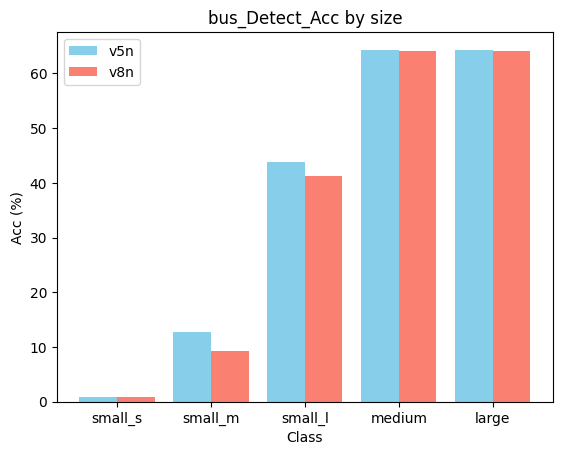 bus_Detect_Acc by size
v5n
v8n
Acc (%)
60
50
40
30
20
10
0
small_s
small_m
small_l
medium
large
Class